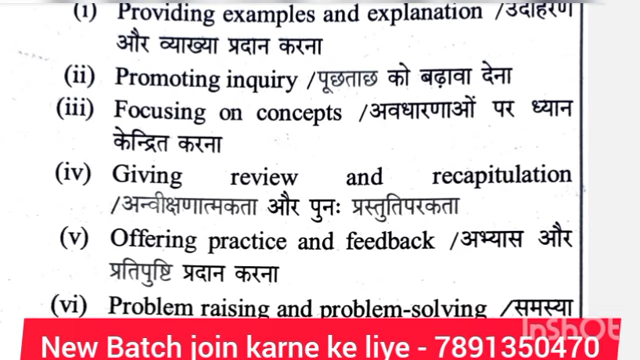 (i) Providing examples and explanation /उदाहरण
और व्याख्या प्रदान करना
(ii) Promoting inquiry /पूछताछ को बढ़ावा देना
(iii) Focusing on concepts /अवधारणाओं पर ध्यान
केन्द्रित करना
(iv) Giving review and recapitulation
/अन्वीक्षणात्मकता और पुनः प्रस्तुतिपरकता
(v) Offering practice and feedback /अभ्यास और
प्रतिपुष्टि प्रदान करना
(vi) Problem raising and problem-solving /समस्या
InShOt
New Batch join karne ke liye - 7891350470